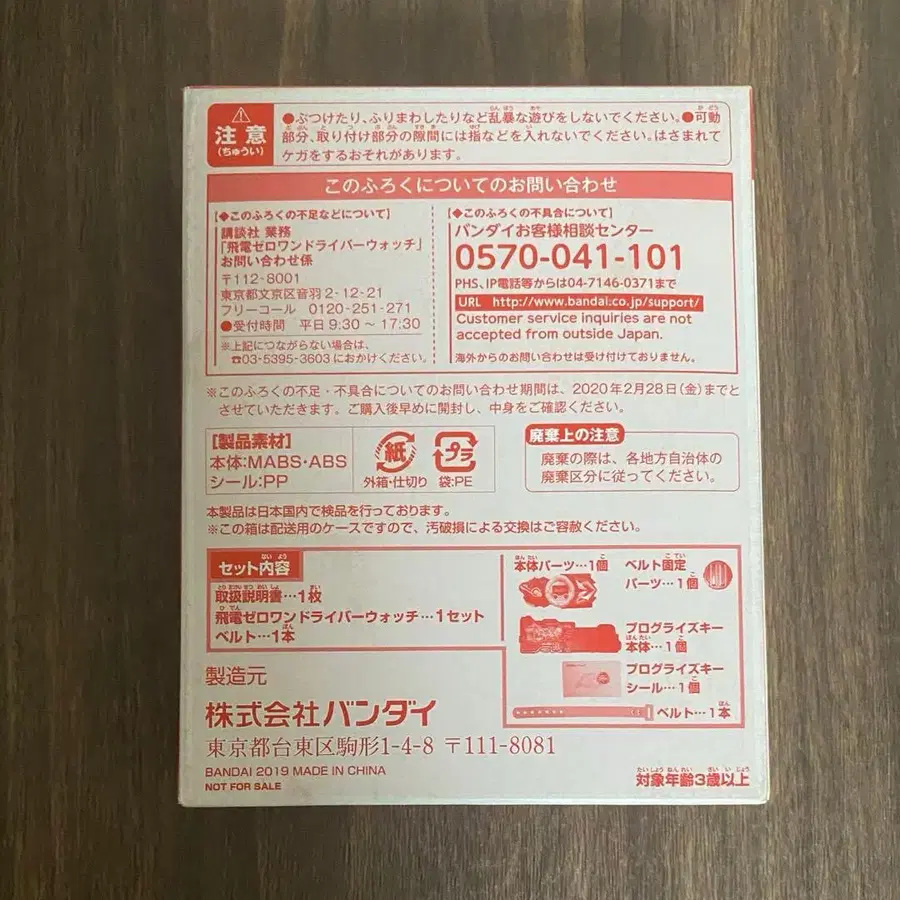 注意
(ちゅうい)
●ぶつけたり、ふりまわしたりなど乱暴な遊びをしないでください。●可動
部分、取り付け部分の隙間には指などを入れないでください。はさまれて
ケガをするおそれがあります。
このふろくについてのお問い合わせ
【◆このふろくの不足などについて】
講談社 業務
「飛電ゼロワンドライバーウォッチ」
お問い合わせ係
〒112-8001
東京都文京区音羽2-12-21
フリーコール 0120-251-271
●受付時間 平日9:30〜17:30
※上記につながらない場合は、
☎03-5395-3603におかけください。
【◆このふろくの不具合について】
バンダイお客様相談センター
0570-041-101
PHS、IP電話等からは04-7146-0371まで
URL http://www.bandai.co.jp/support/
Customer service inquiries are not
accepted from outside Japan.
海外からのお問い合わせは受け付けておりません。
※このふろくの不足・不具合についてのお問い合わせ期間は、2020年2月28日(金)までと
させていただきます。ご購入後早めに開封し、中身をご確認ください。
【製品素材】
本体:MABS・ABS
シール:PP
紙
外箱・仕切り
プラ
袋:PE
廃棄上の注意
廃棄の際は、各地方自治体の
廃棄区分に従ってください。
本製品は日本国内で検品を行っております。
※この箱は配送用のケースですので、汚破損による交換はご容赦ください。
セット内容
取扱説明書…1枚
飛電ゼロワンドライバーウォッチ…1セット
ベルト…1本
本体パーツ…1個
ベルト固定
パーツ…1個
プログライズキー
本体…1個
プログライズキー
シール…1個
ベルト…1本
製造元
株式会社バンダイ
東京都台東区駒形1-4-8 〒111-8081
BANDAI 2019 MADE IN CHINA
NOT FOR SALE
対象年齢3歳以上